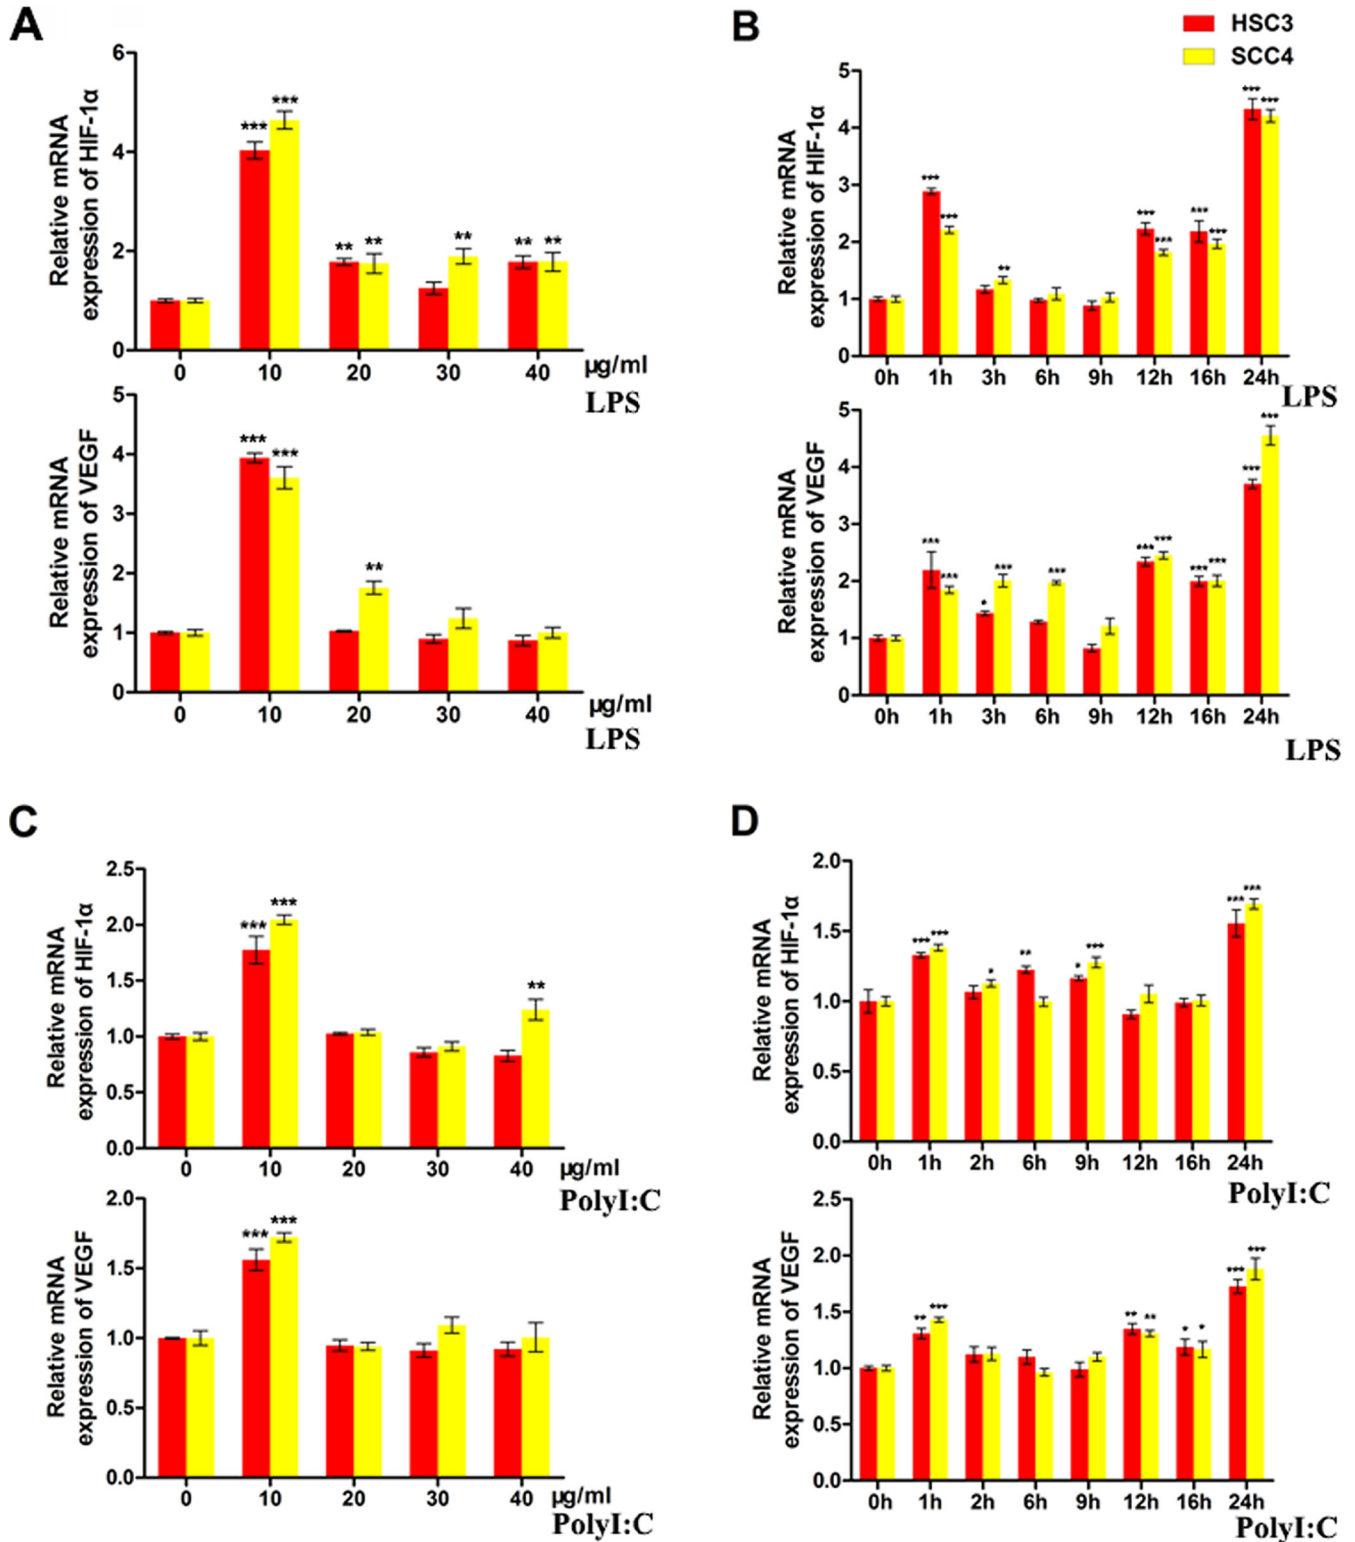 A
Relative mRNA
expression of HIF-1α
6
4
2
0
***
***
**
**
**
**
**
0
10
20
30
40
µg/ml
LPS
Relative mRNA
expression of VEGF
5
4
3
2
1
0
***
***
**
0
10
20
30
40
µg/ml
LPS
B
HSC3
SCC4
Relative mRNA
expression of HIF-1α
5
4
3
2
1
0
***
***
**
***
***
***
***
***
***
0h
1h
3h
6h
9h
12h
16h
24h
LPS
Relative mRNA
expression of VEGF
5
4
3
2
1
0
***
***
*
***
***
***
***
***
***
***
***
0h
1h
3h
6h
9h
12h
16h
24h
LPS
C
Relative mRNA
expression of HIF-1α
2.5
2.0
1.5
1.0
0.5
0.0
***
***
**
0
10
20
30
40
µg/ml
PolyI:C
Relative mRNA
expression of VEGF
2.0
1.5
1.0
0.5
0.0
***
***
0
10
20
30
40
µg/ml
PolyI:C
D
Relative mRNA
expression of HIF-1α
2.0
1.5
1.0
0.5
0.0
***
***
*
**
*
***
***
***
0h
1h
2h
6h
9h
12h
16h
24h
PolyI:C
Relative mRNA
expression of VEGF
2.5
2.0
1.5
1.0
0.5
0.0
**
***
**
**
*
*
***
***
0h
1h
2h
6h
9h
12h
16h
24h
PolyI:C